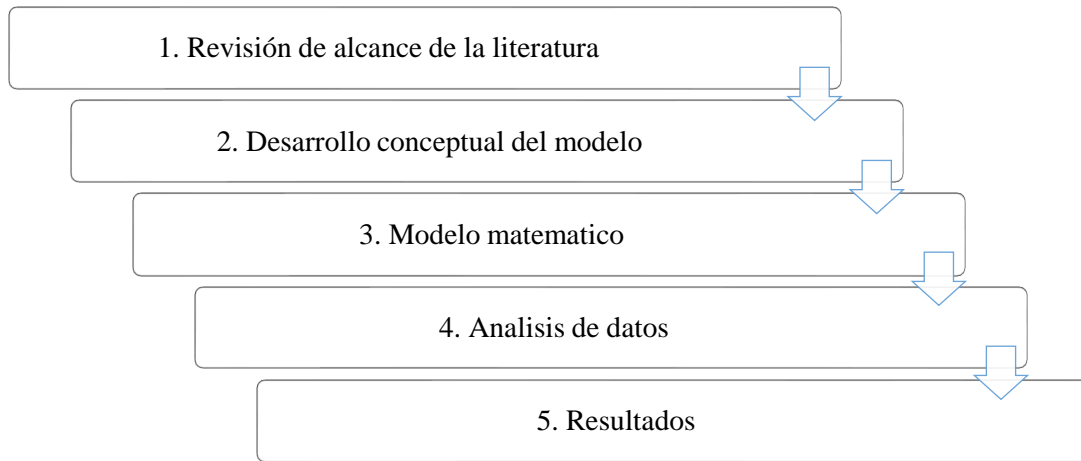 1. Revisión de alcance de la literatura
2. Desarrollo conceptual del modelo
3. Modelo matematico
4. Analisis de datos
5. Resultados